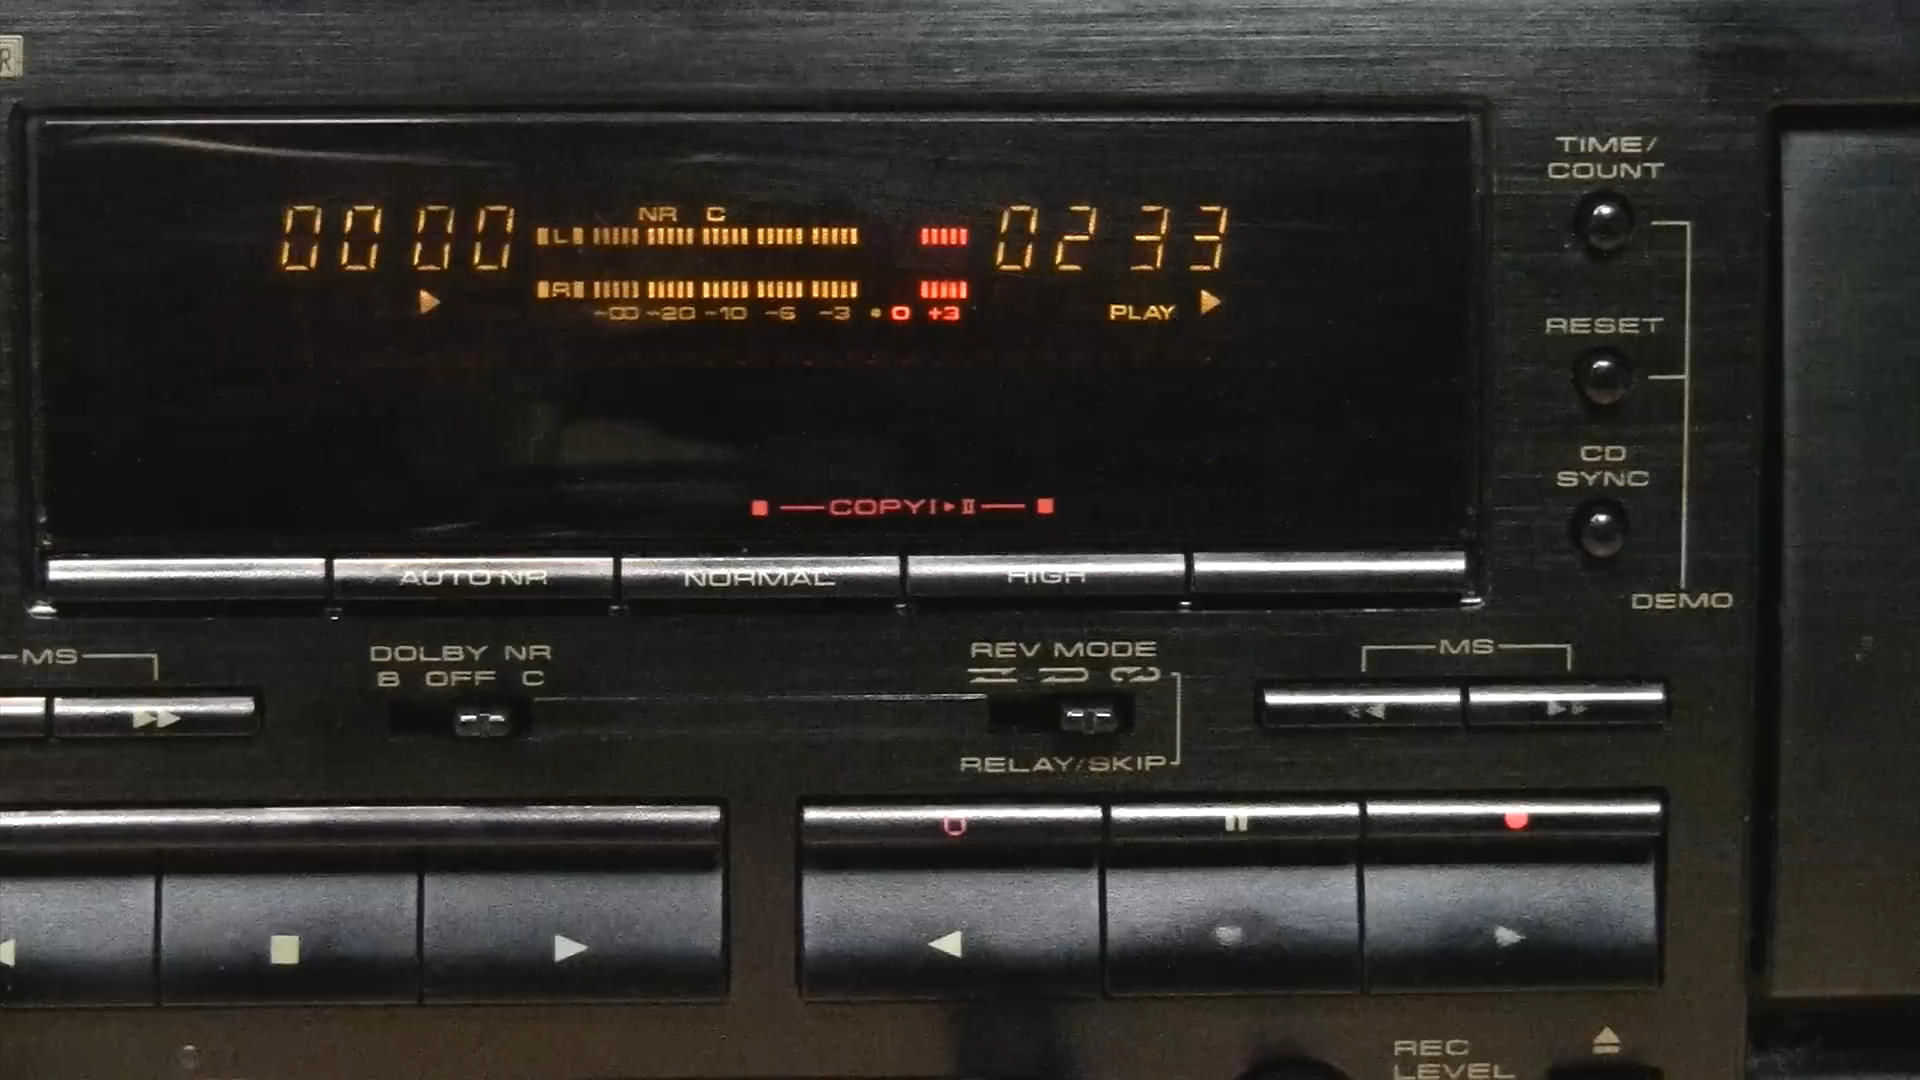 R
TIME/
COUNT
NR C
0000 L 0233
R
-00 -20 -10 -6 -3 • 0 +3 PLAY
RESET
CD
SYNC
COPY I ▸ II
AUTO NR NORMAL HIGH
DEMO
MS
DOLBY NR
B OFF C
REV MODE
RELAY/SKIP
MS
REC
LEVEL